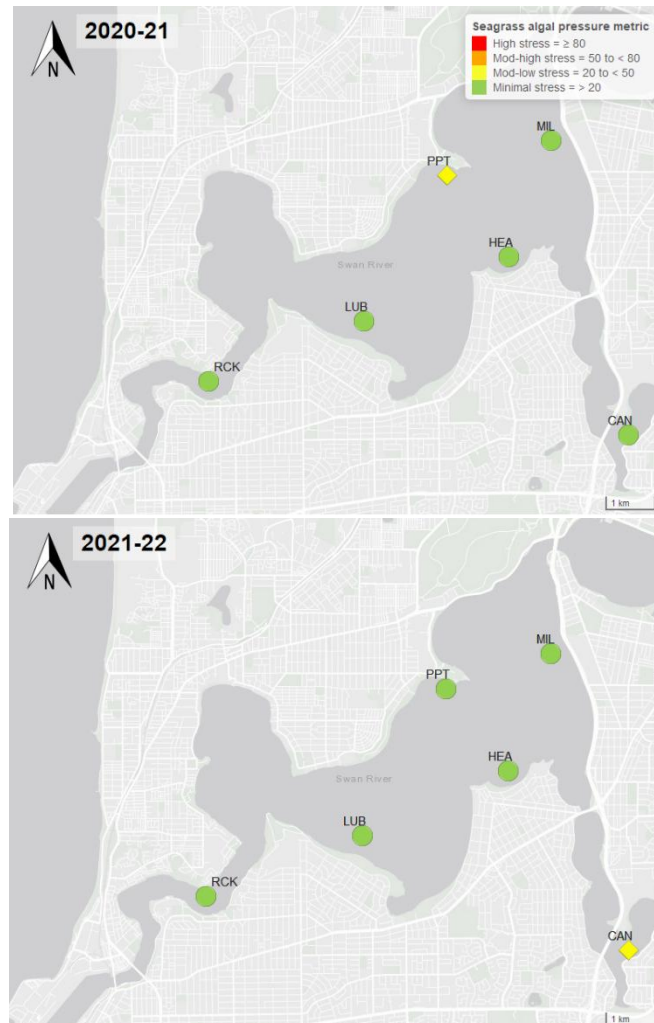 2020-21
N
Seagrass algal pressure metric
High stress = ≥ 80
Mod-high stress = 50 to < 80
Mod-low stress = 20 to < 50
Minimal stress = > 20
MIL
PPT
HEA
Swan River
LUB
RCK
CAN
1 km
2021-22
N
MIL
PPT
HEA
Swan River
LUB
RCK
CAN
1 km